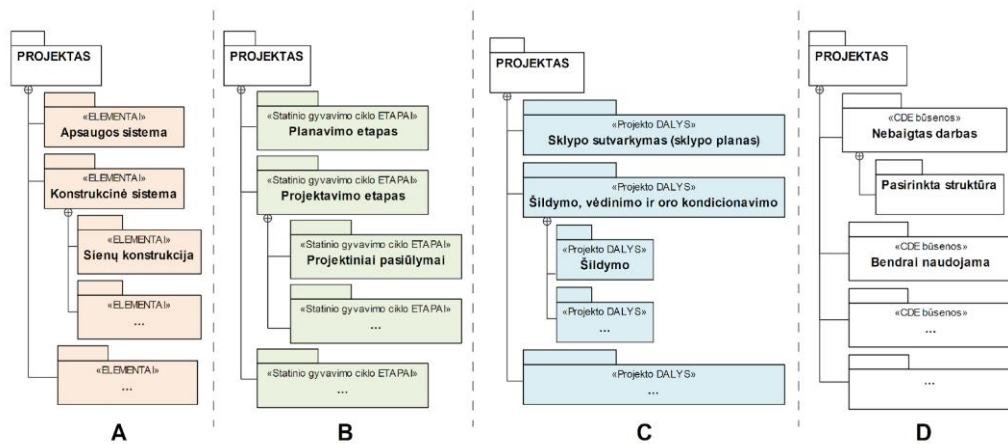 PROJEKTAS
«ELEMENTAI»
Apsaugos sistema
«ELEMENTAI»
Konstrukcinė sistema
«ELEMENTAI»
Sienų konstrukcija
«ELEMENTAI»
...
«ELEMENTAI»
...
A
PROJEKTAS
«Statinio gyvavimo ciklo ETAPAI»
Planavimo etapas
«Statinio gyvavimo ciklo ETAPAI»
Projektavimo etapas
«Statinio gyvavimo ciklo ETAPAI»
Projektiniai pasiūlymai
«Statinio gyvavimo ciklo ETAPAI»
...
«Statinio gyvavimo ciklo ETAPAI»
...
B
PROJEKTAS
«Projekto DALYS»
Sklypo sutvarkymas (sklypo planas)
«Projekto DALYS»
Šildymo, vėdinimo ir oro kondicionavimo
«Projekto DALYS»
Šildymo
«Projekto DALYS»
...
«Projekto DALYS»
...
C
PROJEKTAS
«CDE būsenos»
Nebaigtas darbas
Pasirinkta struktūra
«CDE būsenos»
Bendrai naudojama
«CDE būsenos»
...
...
D